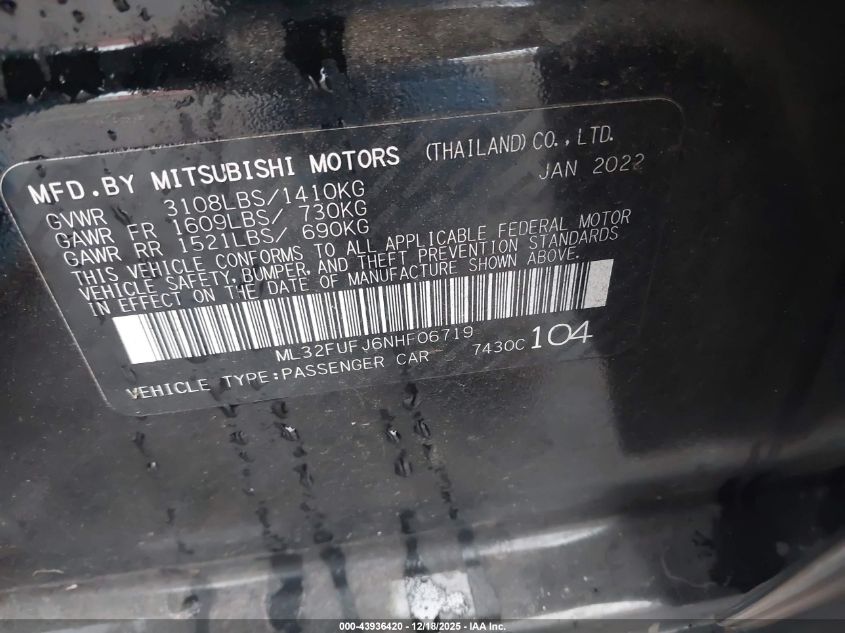 MFD.BY MITSUBISHI MOTORS (THAILAND)CO.,LTD.
JAN 2022
GVWR 3108LBS/1410KG
GAWR FR 1609LBS/ 730KG
GAWR RR 1521LBS/ 690KG
THIS VEHICLE CONFORMS TO ALL APPLICABLE FEDERAL MOTOR
VEHICLE SAFETY,BUMPER,AND THEFT PREVENTION STANDARDS
IN EFFECT ON THE DATE OF MANUFACTURE SHOWN ABOVE.
ML32FUFJ6NHF06719
VEHICLE TYPE:PASSENGER CAR 7430C 104
000-43936420 - 12/18/2025 - IAA Inc.